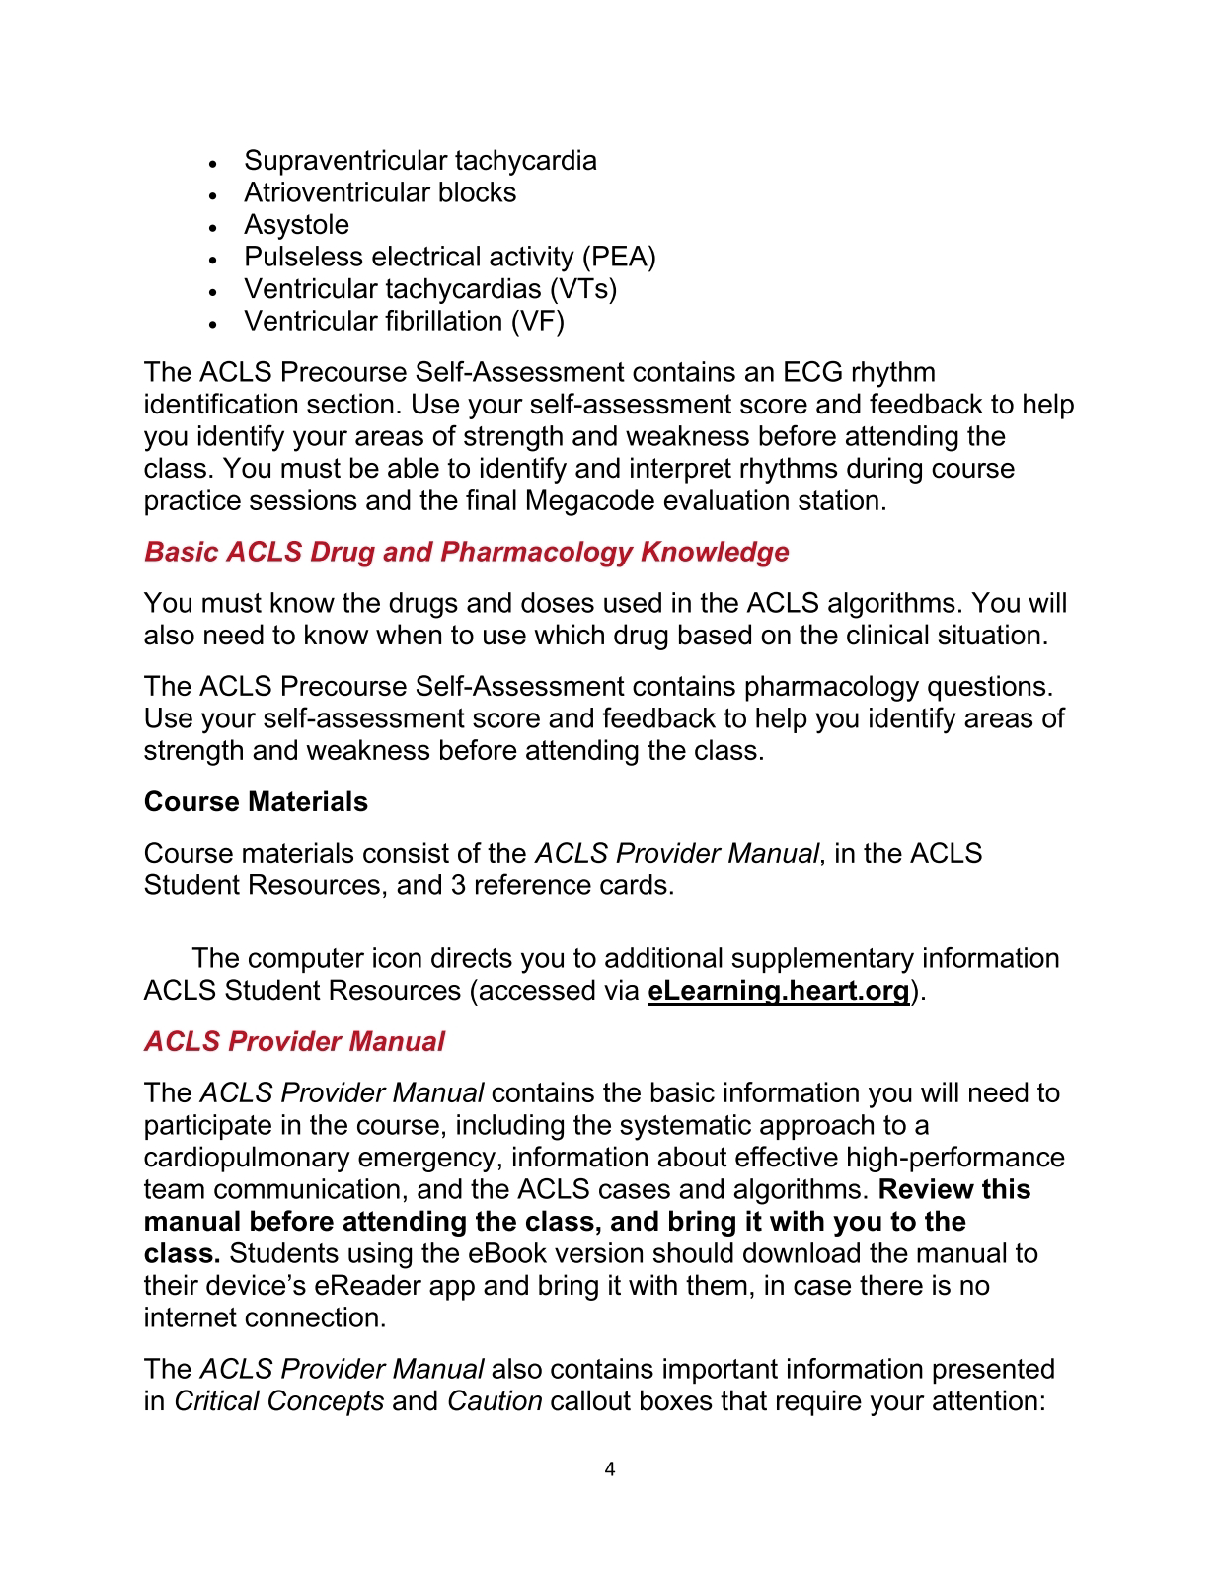 • Supraventricular tachycardia
• Atrioventricular blocks
• Asystole
• Pulseless electrical activity (PEA)
• Ventricular tachycardias (VTs)
• Ventricular fibrillation (VF)
The ACLS Precourse Self-Assessment contains an ECG rhythm
identification section. Use your self-assessment score and feedback to help
you identify your areas of strength and weakness before attending the
class. You must be able to identify and interpret rhythms during course
practice sessions and the final Megacode evaluation station.
Basic ACLS Drug and Pharmacology Knowledge
You must know the drugs and doses used in the ACLS algorithms. You will
also need to know when to use which drug based on the clinical situation.
The ACLS Precourse Self-Assessment contains pharmacology questions.
Use your self-assessment score and feedback to help you identify areas of
strength and weakness before attending the class.
Course Materials
Course materials consist of the ACLS Provider Manual, in the ACLS
Student Resources, and 3 reference cards.
The computer icon directs you to additional supplementary information
ACLS Student Resources (accessed via eLearning.heart.org).
ACLS Provider Manual
The ACLS Provider Manual contains the basic information you will need to
participate in the course, including the systematic approach to a
cardiopulmonary emergency, information about effective high-performance
team communication, and the ACLS cases and algorithms. Review this
manual before attending the class, and bring it with you to the
class. Students using the eBook version should download the manual to
their device’s eReader app and bring it with them, in case there is no
internet connection.
The ACLS Provider Manual also contains important information presented
in Critical Concepts and Caution callout boxes that require your attention:
4